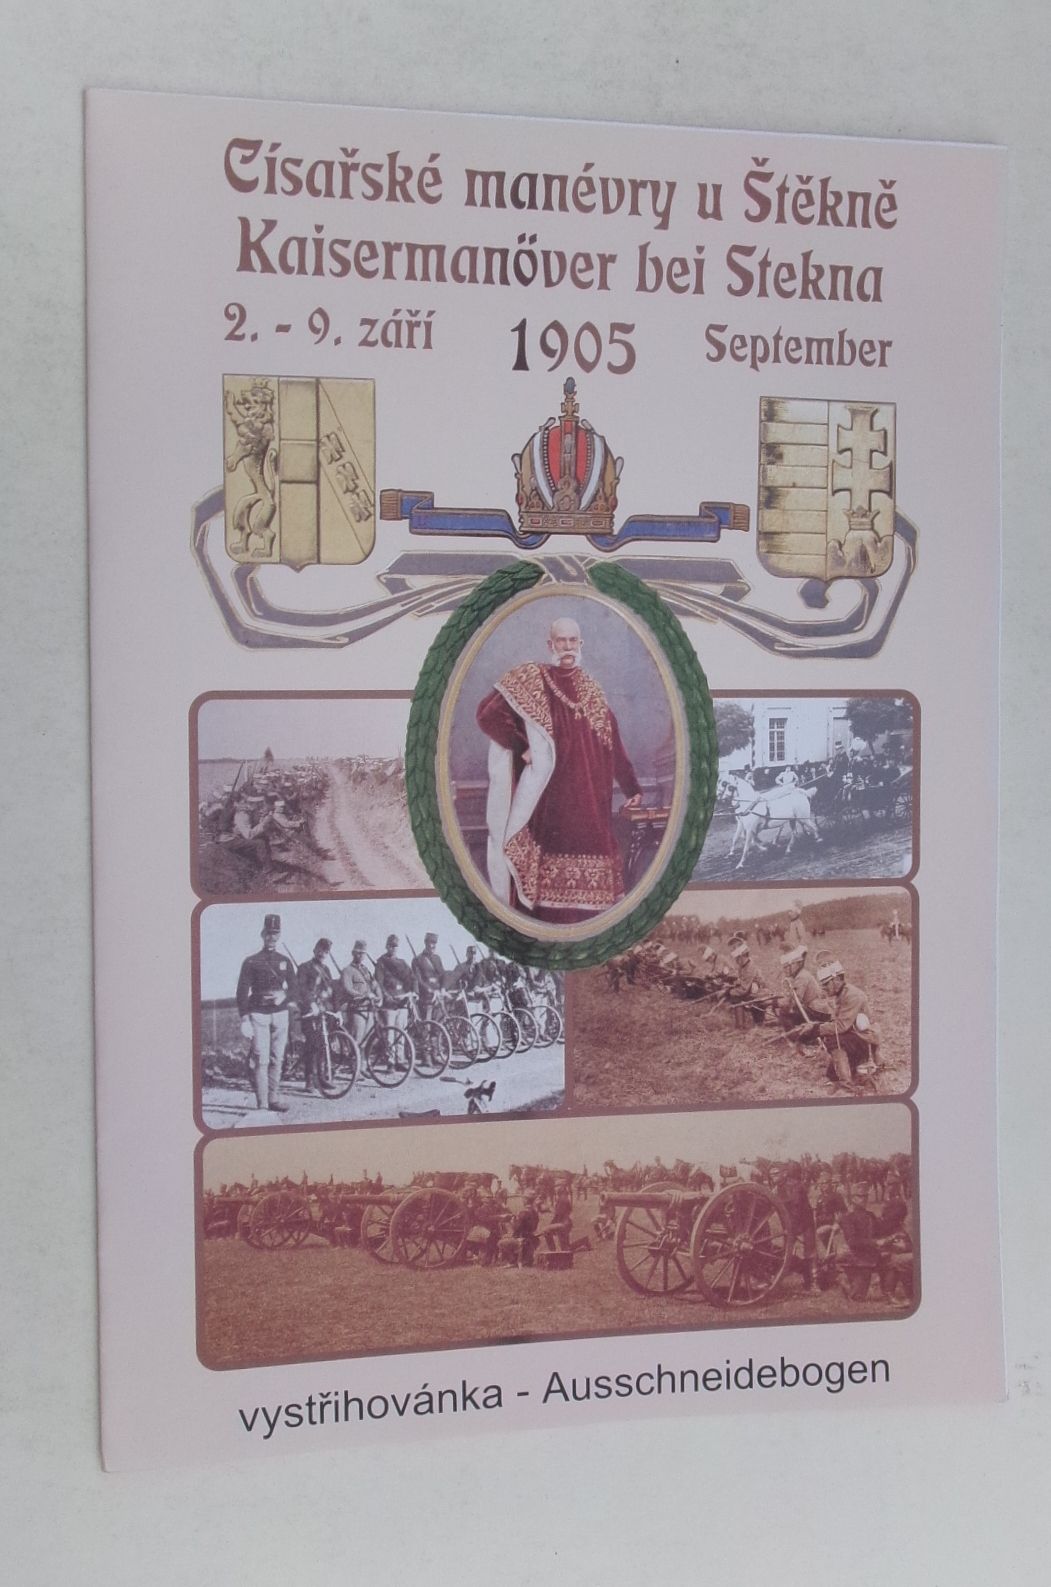 Císařské manévry u Štěkně
Kaisermanöver bei Stekna
2. - 9. září 1905 September
vystřihovánka - Ausschneidebogen